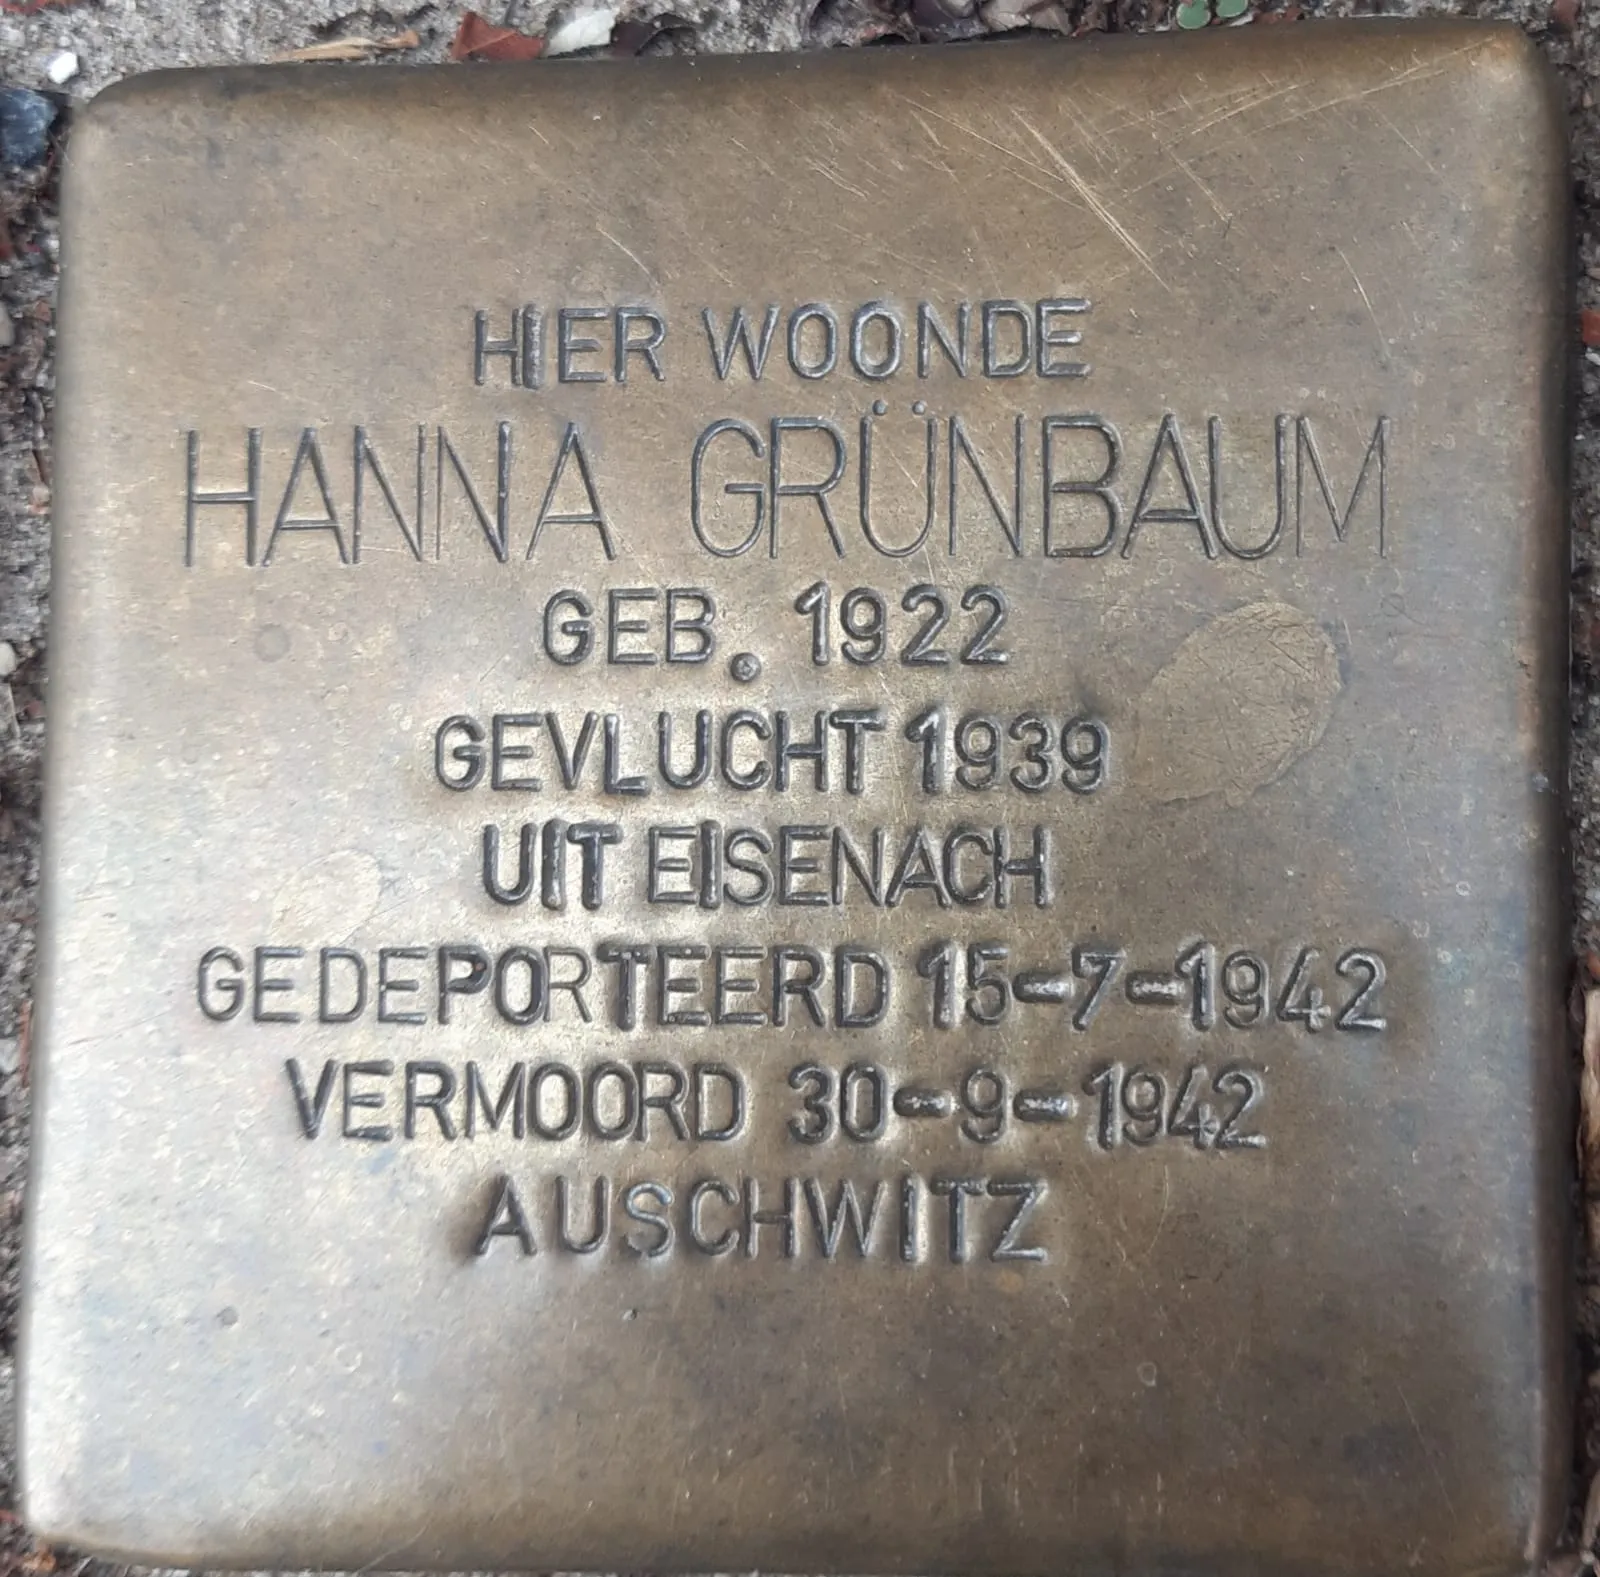 HIER WOONDE
HANNA GRÜNBAUM
GEB. 1922
GEVLUCHT 1939
UIT EISENACH
GEDEPORTEERD 15-7-1942
VERMOORD 30-9-1942
AUSCHWITZ